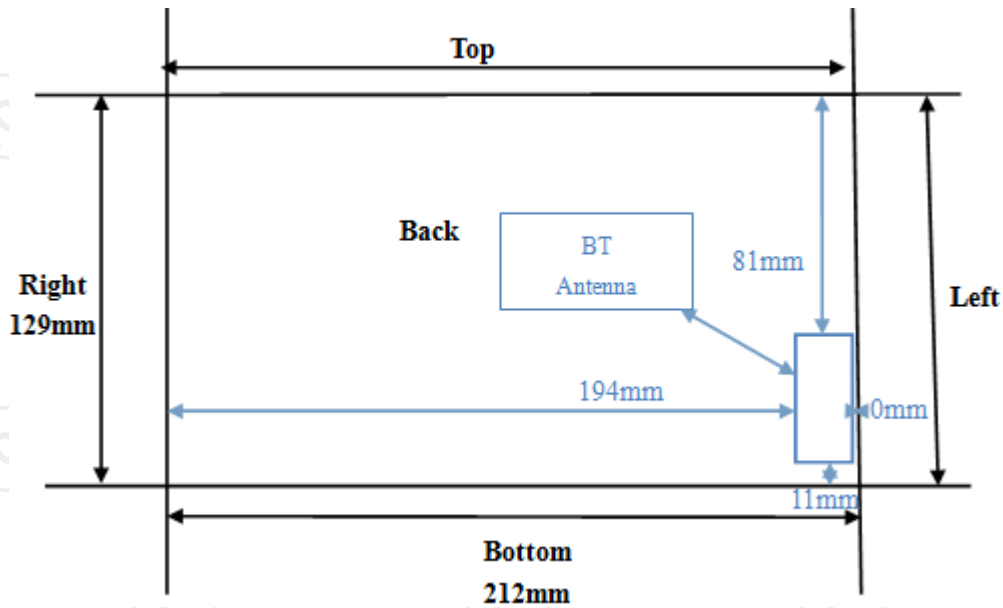 Top
Back
BT
Antenna
81mm
Right
129mm
Left
194mm
0mm
11mm
Bottom
212mm